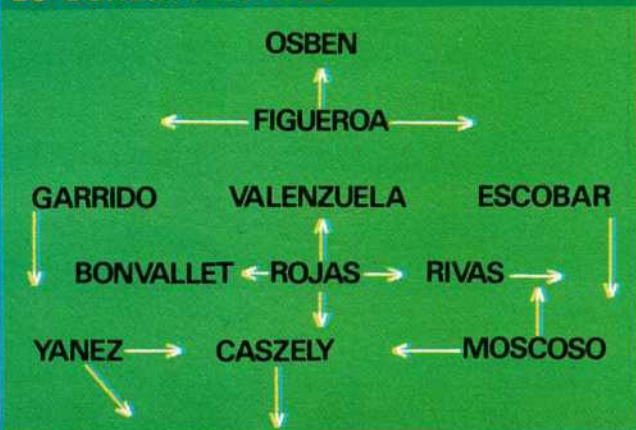 OSBEN
FIGUEROA
GARRIDO VALENZUELA ESCOBAR
BONVALLET ROJAS RIVAS
YANEZ CASZELY MOSCOSO